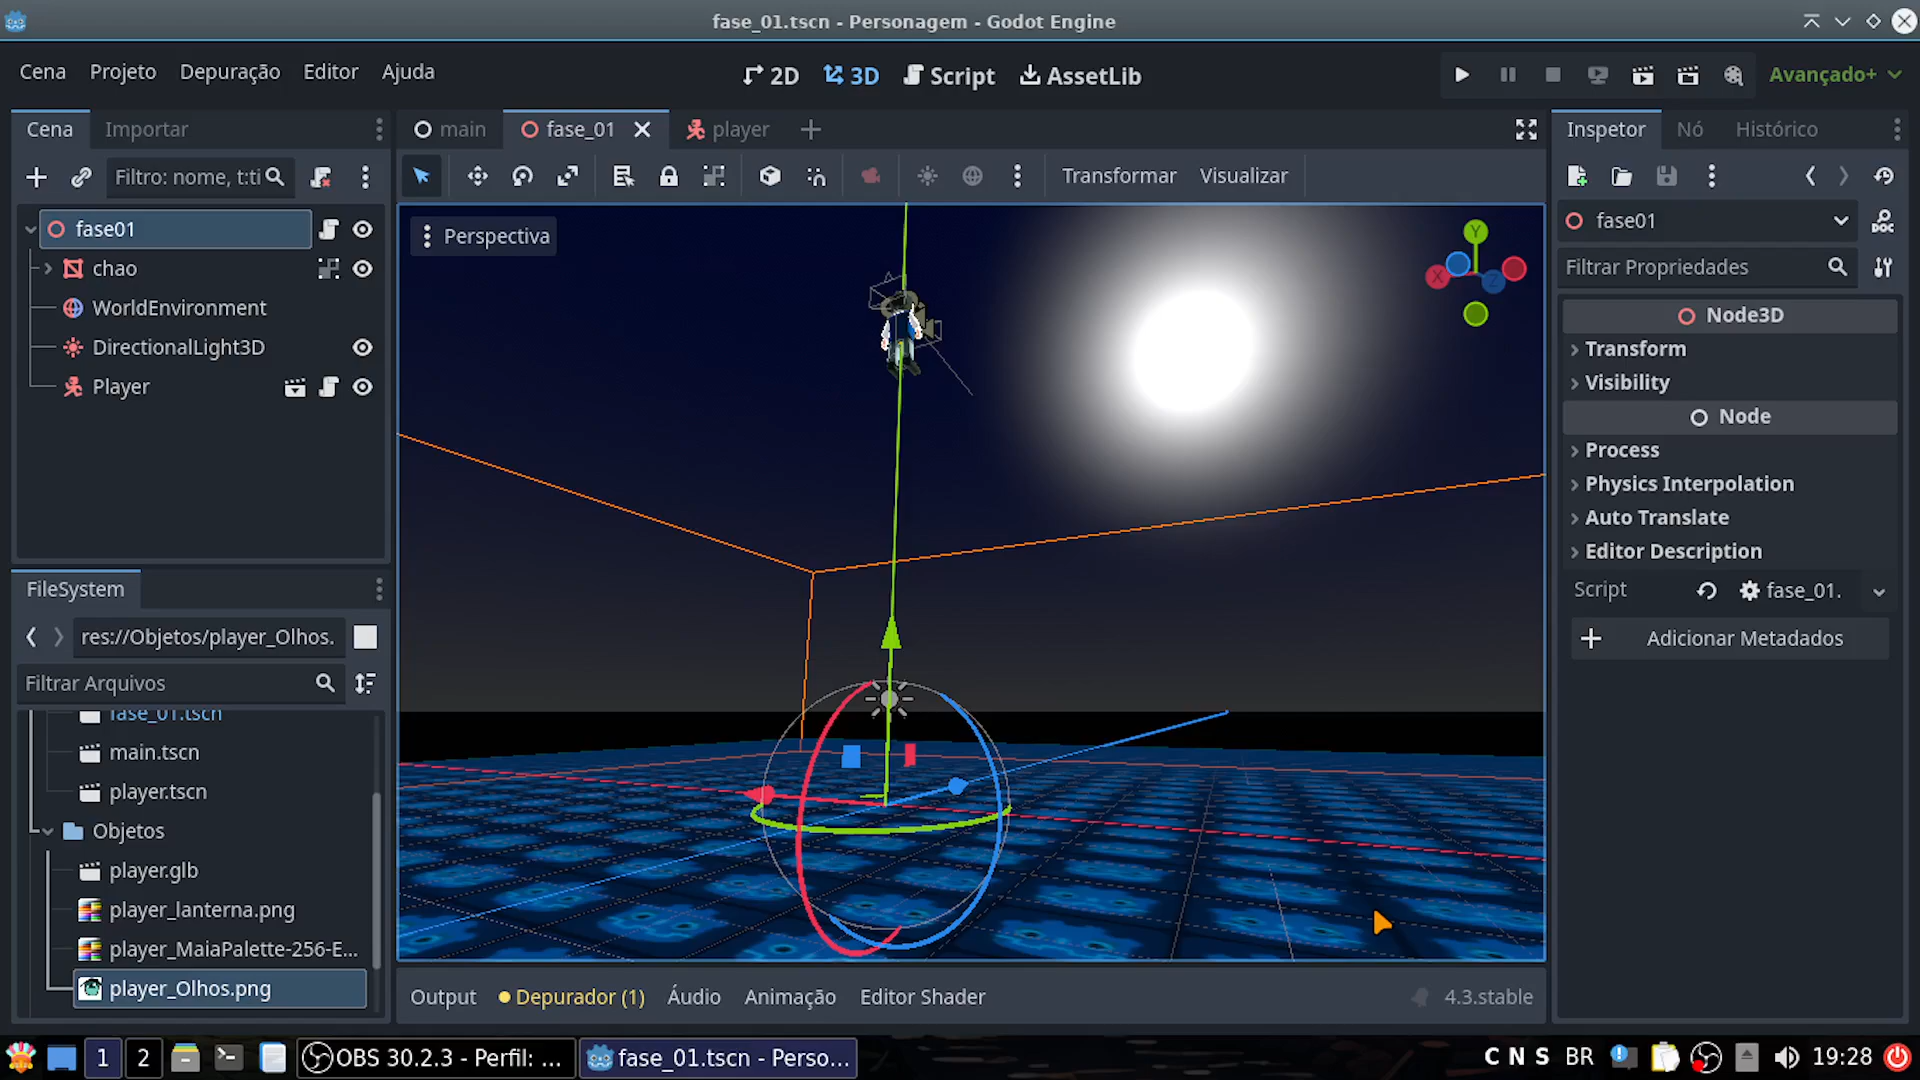 fase_01.tscn - Personagem - Godot Engine
Cena Projeto Depuração Editor Ajuda
2D 3D Script AssetLib
Avançado+
Cena Importar
main fase_01 player
Inspetor Nó Histórico
Filtro: nome, t:ti
Transformar Visualizar
fase01
chao
WorldEnvironment
DirectionalLight3D
Player
Perspectiva
Y
X
Z
fase01
DOC
Filtrar Propriedades
Node3D
Transform
Visibility
Node
Process
Physics Interpolation
Auto Translate
Editor Description
Script fase_01.
Adicionar Metadados
FileSystem
res://Objetos/player_Olhos.
Filtrar Arquivos
fase_01.tscn
main.tscn
player.tscn
Objetos
player.glb
player_lanterna.png
player_MaiaPalette-256-E...
player_Olhos.png
Output Depurador (1) Áudio Animação Editor Shader
4.3.stable
1 2 OBS 30.2.3 - Perfil: ... fase_01.tscn - Perso...
C N S BR 19:28